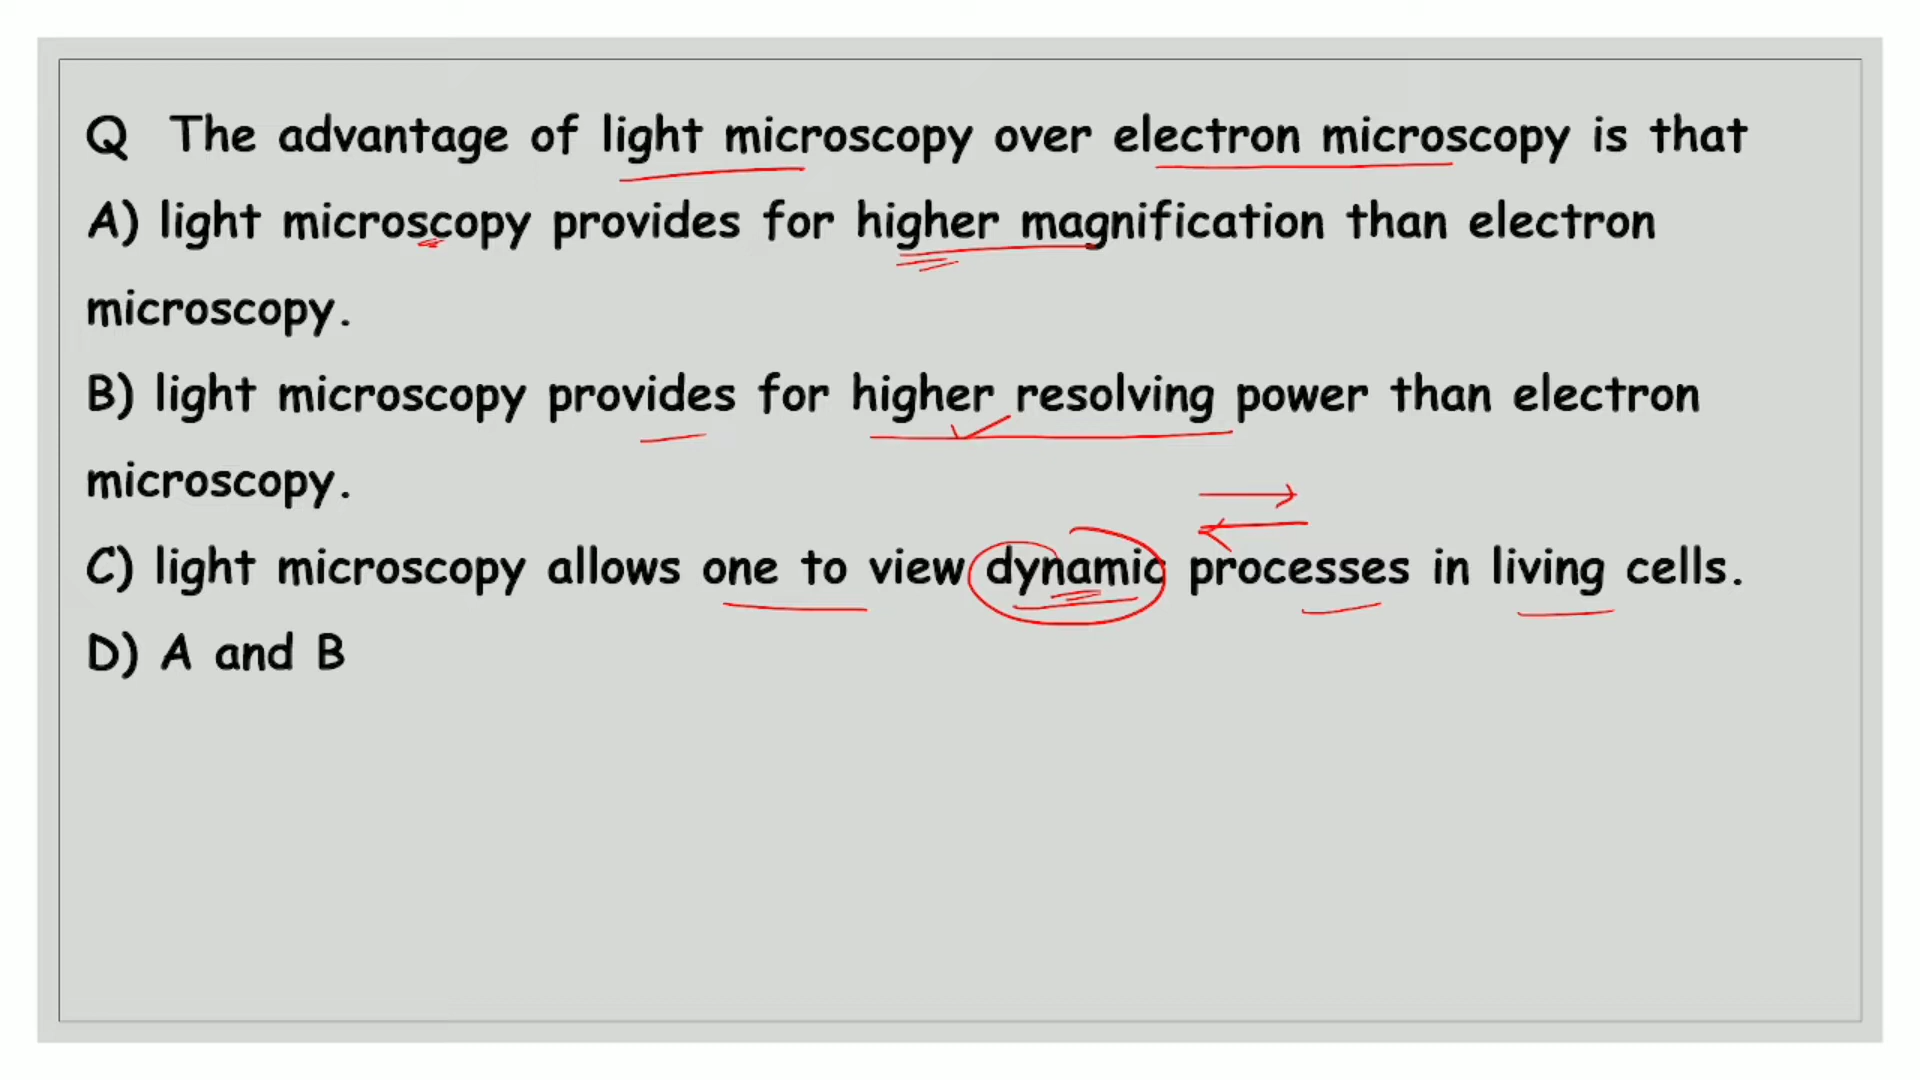 Q The advantage of light microscopy over electron microscopy is that
A) light microscopy provides for higher magnification than electron
microscopy.
B) light microscopy provides for higher resolving power than electron
microscopy.
C) light microscopy allows one to view dynamic processes in living cells.
D) A and B